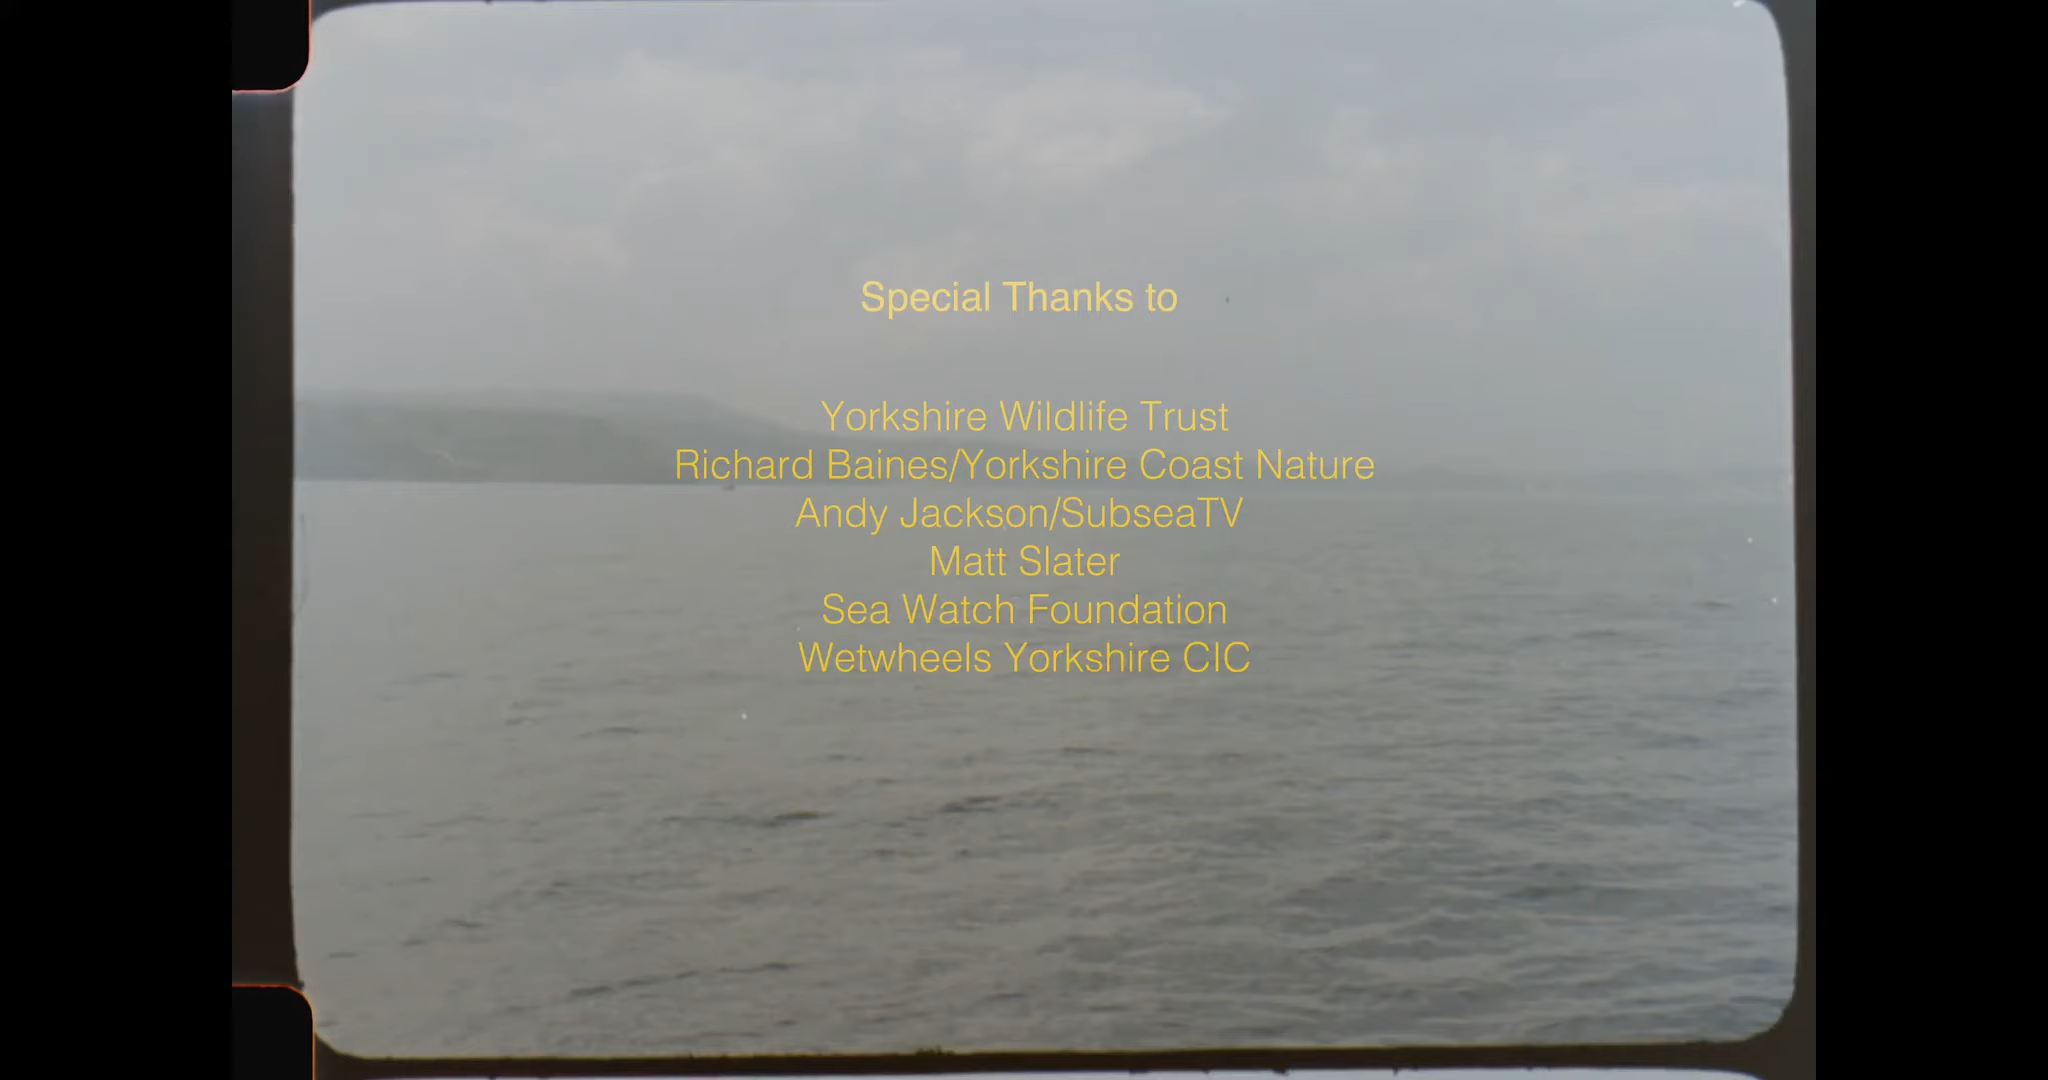 Special Thanks to
Yorkshire Wildlife Trust
Richard Baines/Yorkshire Coast Nature
Andy Jackson/SubseaTV
Matt Slater
Sea Watch Foundation
Wetwheels Yorkshire CIC